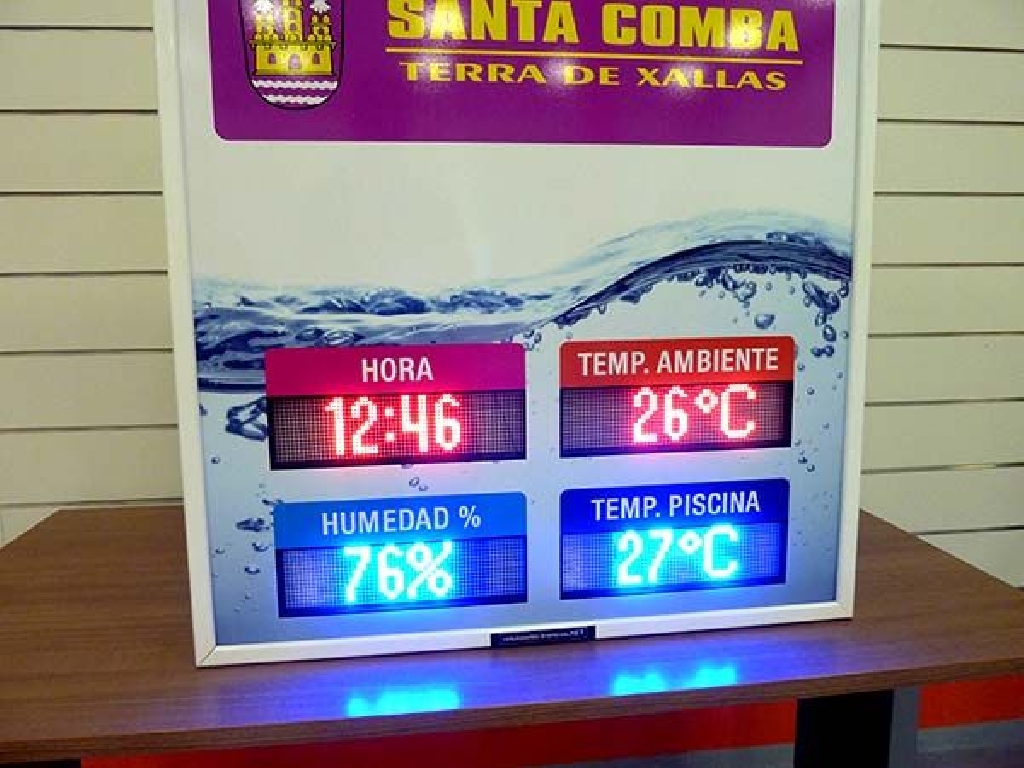 SANTA COMBA
TERRA DE XALLAS
HORA
12:46
TEMP. AMBIENTE
26°C
HUMEDAD %
76%
TEMP. PISCINA
27°C